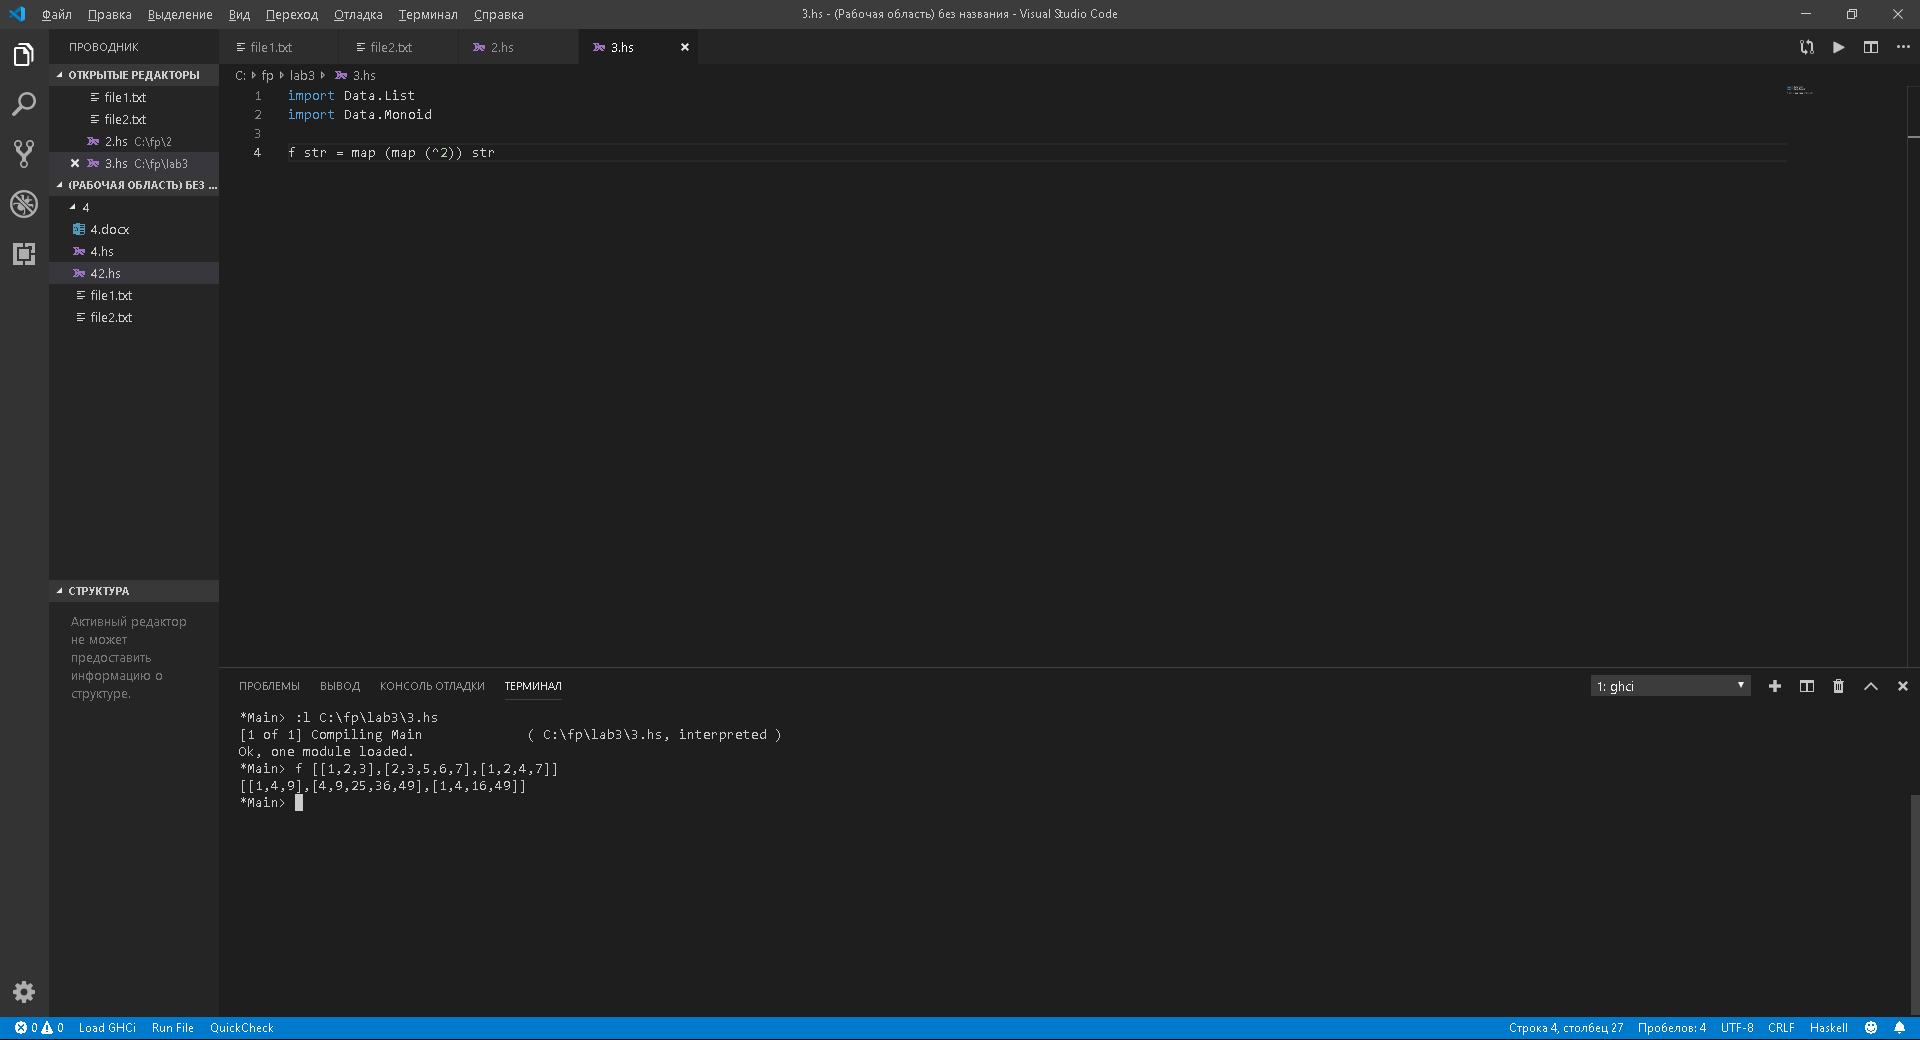 Файл Правка Выделение Вид Переход Отладка Терминал Справка
3.hs - (Рабочая область) без названия - Visual Studio Code
ПРОВОДНИК
ОТКРЫТЫЕ РЕДАКТОРЫ
file1.txt
file2.txt
2.hs C:\fp\2
3.hs C:\fp\lab3
(РАБОЧАЯ ОБЛАСТЬ) БЕЗ ...
4
4.docx
4.hs
42.hs
file1.txt
file2.txt
СТРУКТУРА
Активный редактор
не может
предоставить
информацию о
структуре.
file1.txt file2.txt 2.hs 3.hs
C: fp lab3 3.hs
1 import Data.List
2 import Data.Monoid
3
4 f str = map (map (^2)) str
ПРОБЛЕМЫ ВЫВОД КОНСОЛЬ ОТЛАДКИ ТЕРМИНАЛ
1: ghci
*Main> :l C:\fp\lab3\3.hs
[1 of 1] Compiling Main ( C:\fp\lab3\3.hs, interpreted )
Ok, one module loaded.
*Main> f [[1,2,3],[2,3,5,6,7],[1,2,4,7]]
[[1,4,9],[4,9,25,36,49],[1,4,16,49]]
*Main>
0 0 Load GHCi Run File QuickCheck
Строка 4, столбец 27 Пробелов: 4 UTF-8 CRLF Haskell